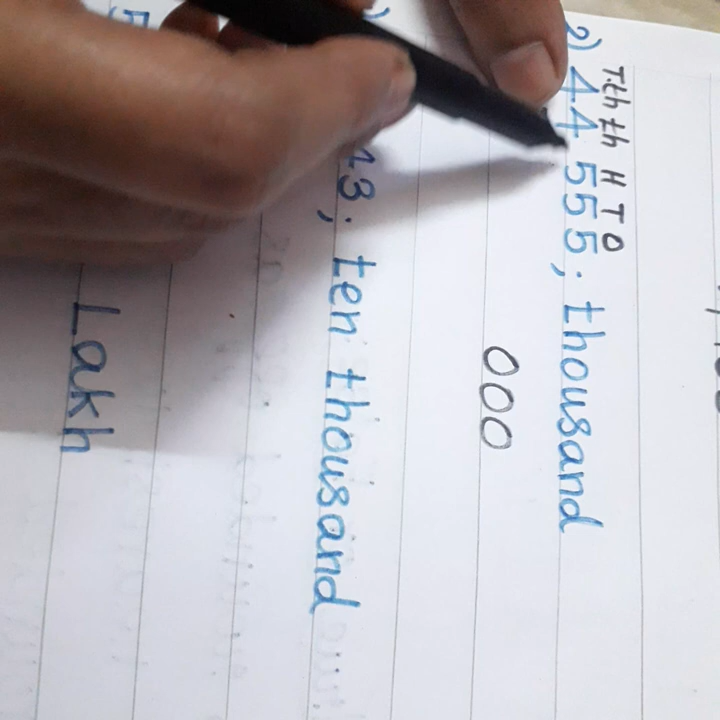 T.th th H T O
2) 44 555; thousand
000
13; ten thousand
Lakh